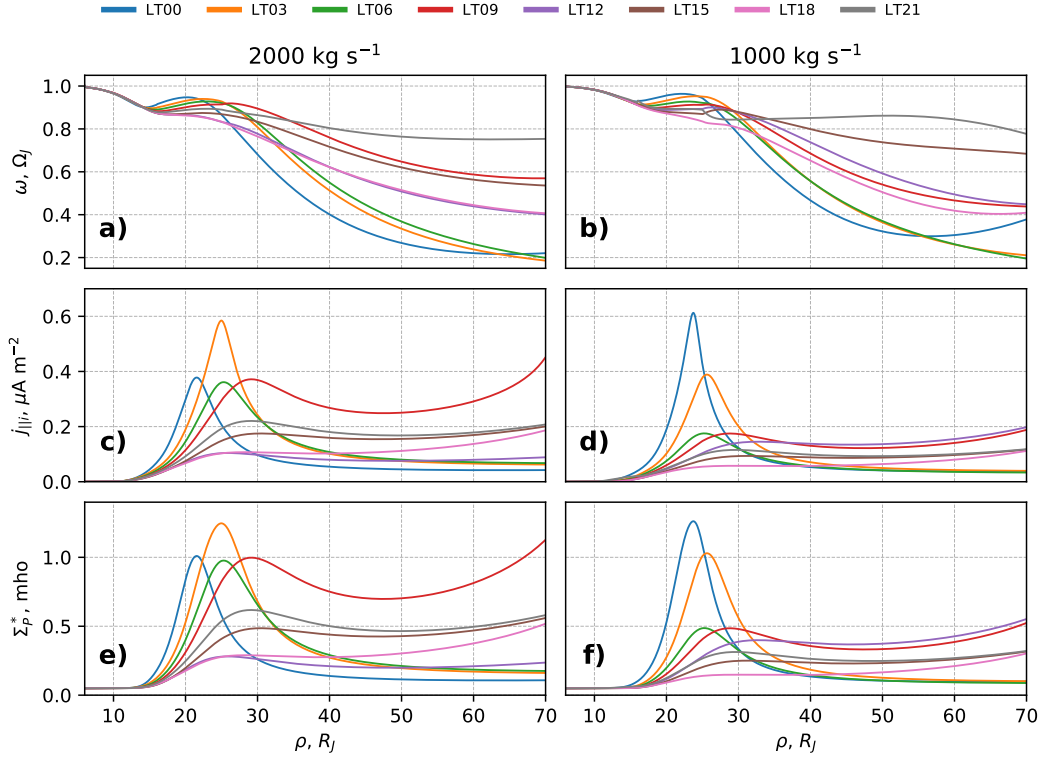 LT00 LT03 LT06 LT09 LT12 LT15 LT18 LT21
2000 kg s⁻¹ 1000 kg s⁻¹
ω, Ω_J
1.0
0.8
0.6
0.4
0.2
a) b)
j_||i, μA m⁻²
0.6
0.4
0.2
0.0
c) d)
Σ*_P, mho
1.0
0.5
0.0
e) f)
10 20 30 40 50 60 70 10 20 30 40 50 60 70
ρ, R_J ρ, R_J